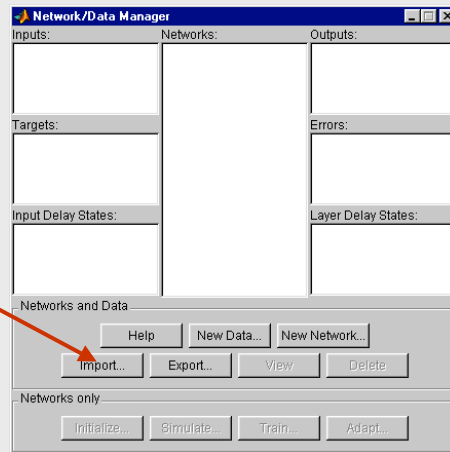 Network/Data Manager
Inputs: Networks: Outputs:
Targets: Errors:
Input Delay States: Layer Delay States:
Networks and Data
Help New Data... New Network...
Import... Export... View Delete
Networks only
Initialize... Simulate... Train... Adapt...